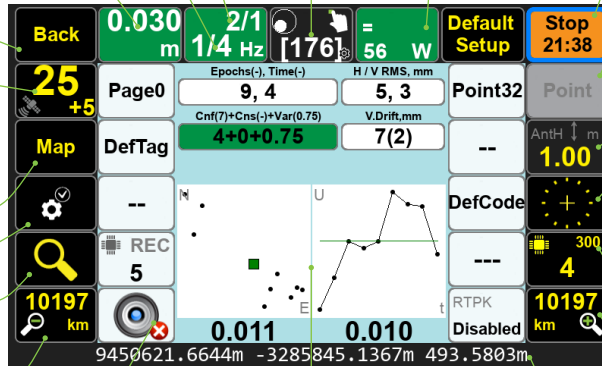 Back
0.030
m
2/1
1/4 Hz
[176]
=
56 W
Default
Setup
Stop
21:38
25
+5
Page0
Epochs(-), Time(-)
9, 4
H / V RMS, mm
5, 3
Point32
Point
Cnf(7)+Cns(-)+Var(0.75)
4+0+0.75
V.Drift,mm
7(2)
Map
DefTag
--
AntH m
1.00
--
N
U
DefCode
REC
5
E
t
---
300
4
10197
km
0.011
0.010
RTPK
Disabled
10197
km
9450621.6644m -3285845.1367m 493.5803m